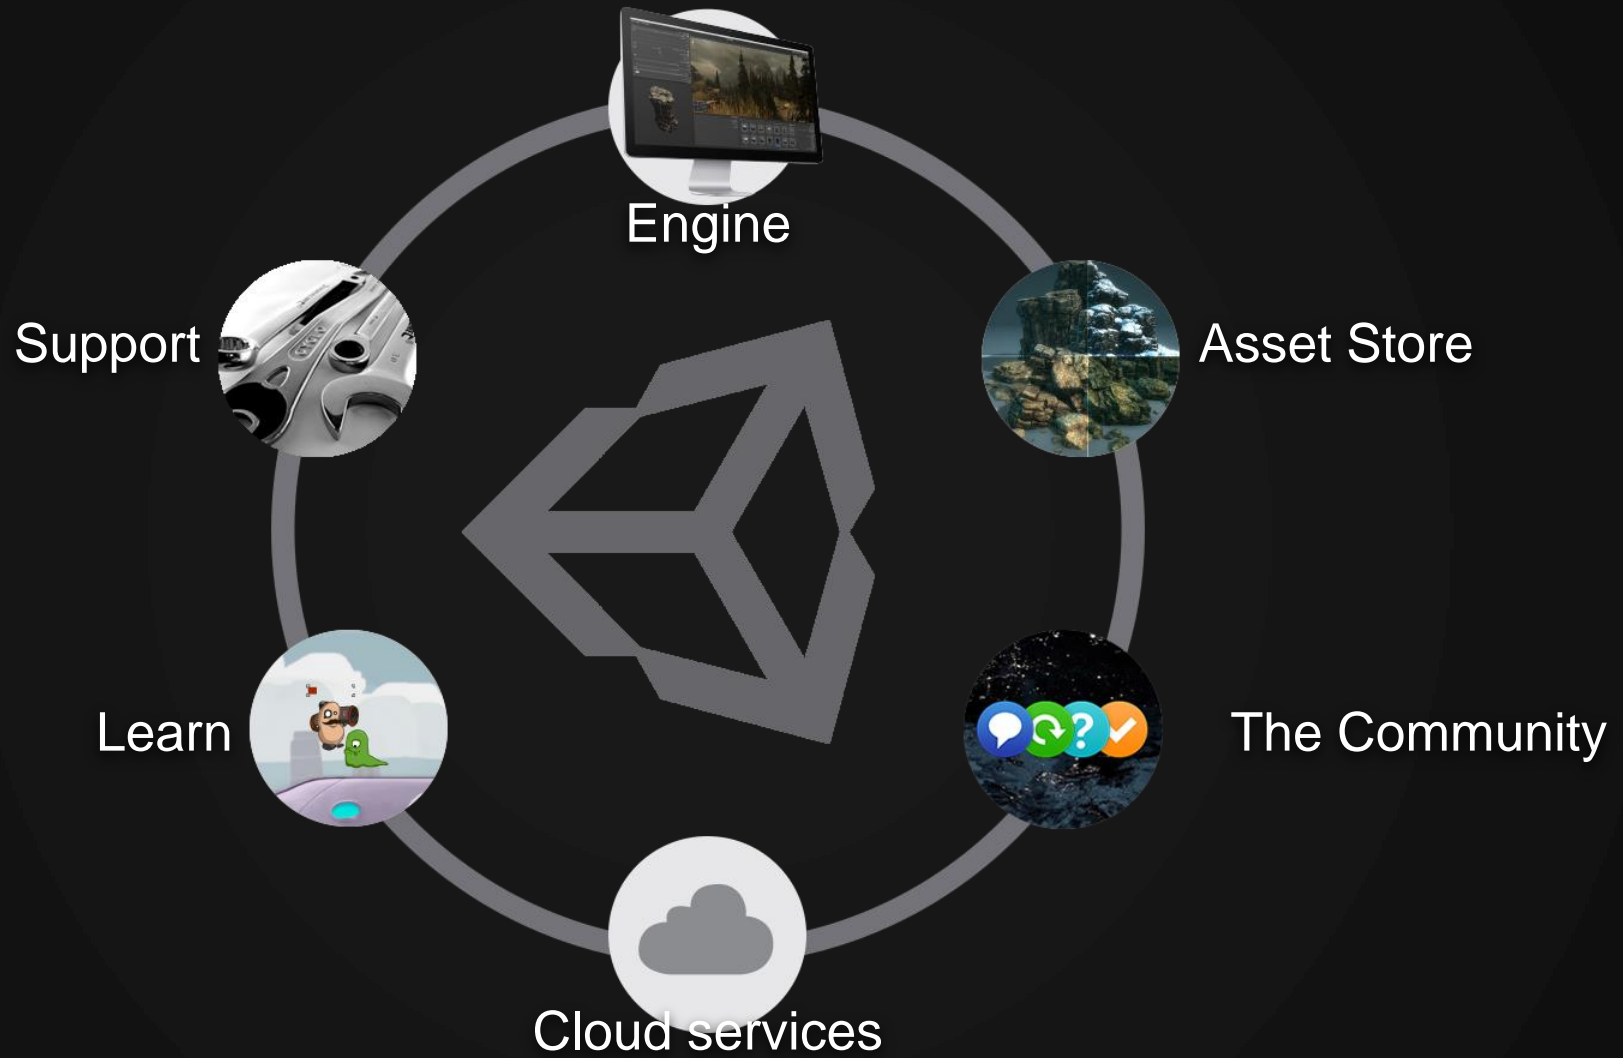 Engine
Support
Asset Store
Learn
The Community
Cloud services